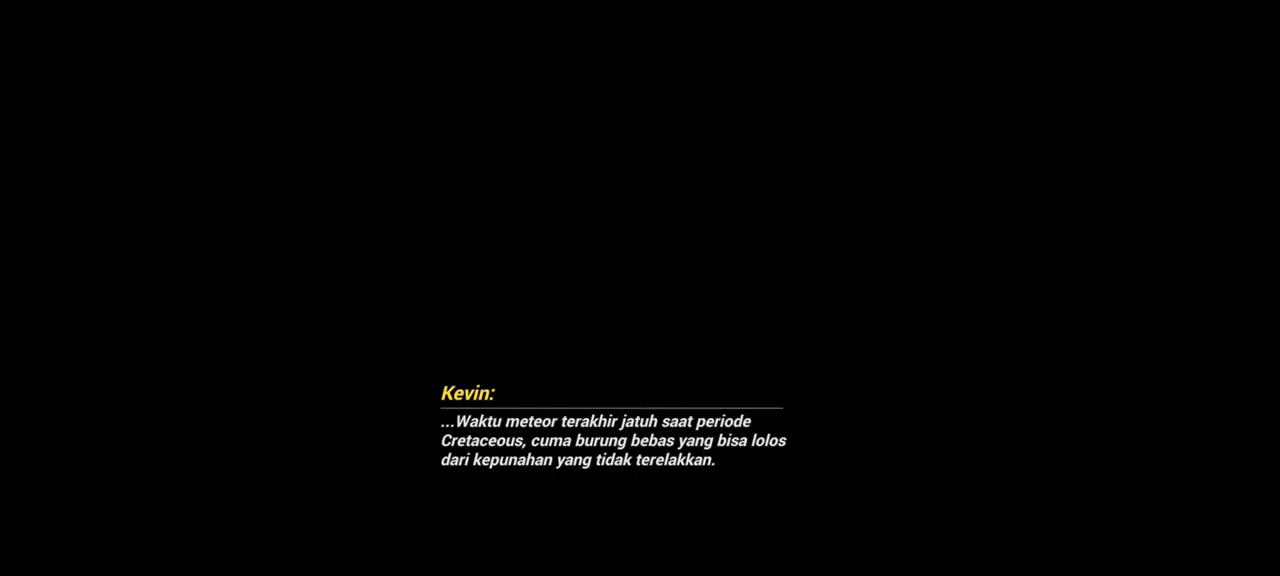 Kevin:
...Waktu meteor terakhir jatuh saat periode
Cretaceous, cuma burung bebas yang bisa lolos
dari kepunahan yang tidak terelakkan.